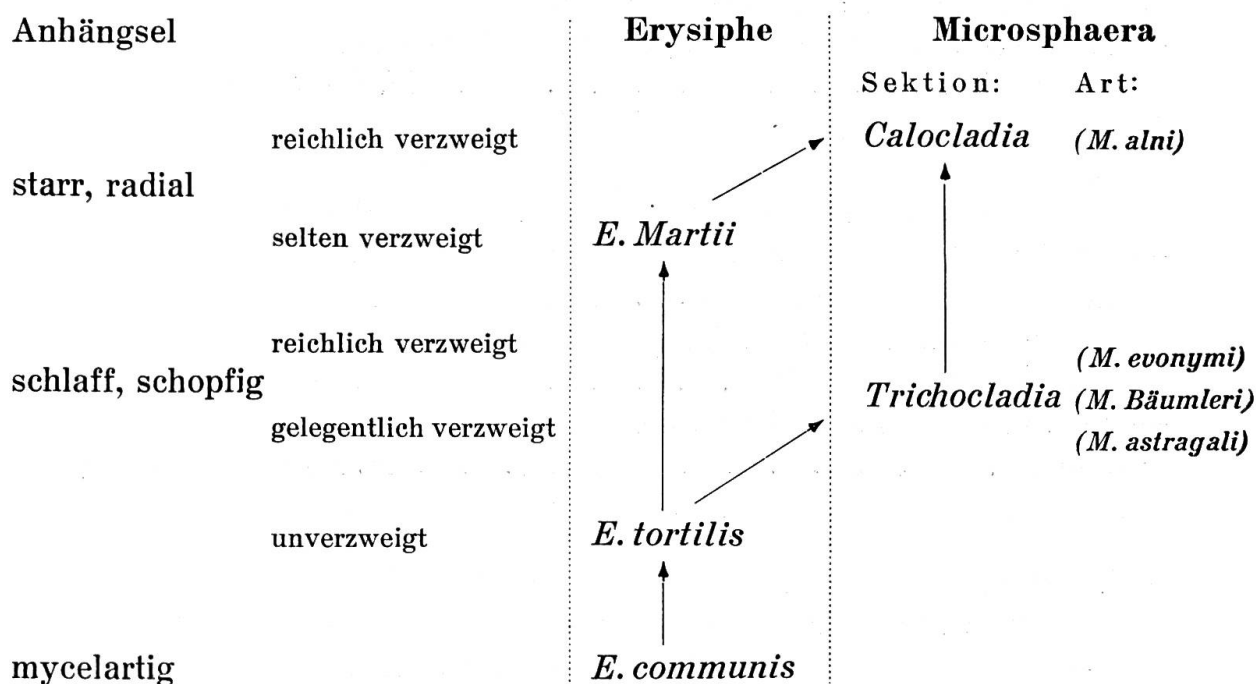 Anhängsel Erysiphe Microsphaera
Sektion: Art:
reichlich verzweigt Calocladia (M. alni)
starr, radial
selten verzweigt E. Martii
reichlich verzweigt (M. evonymi)
schlaff, schopfig Trichocladia (M. Bäumleri)
gelegentlich verzweigt (M. astragali)
unverzweigt E. tortilis
mycelartig E. communis